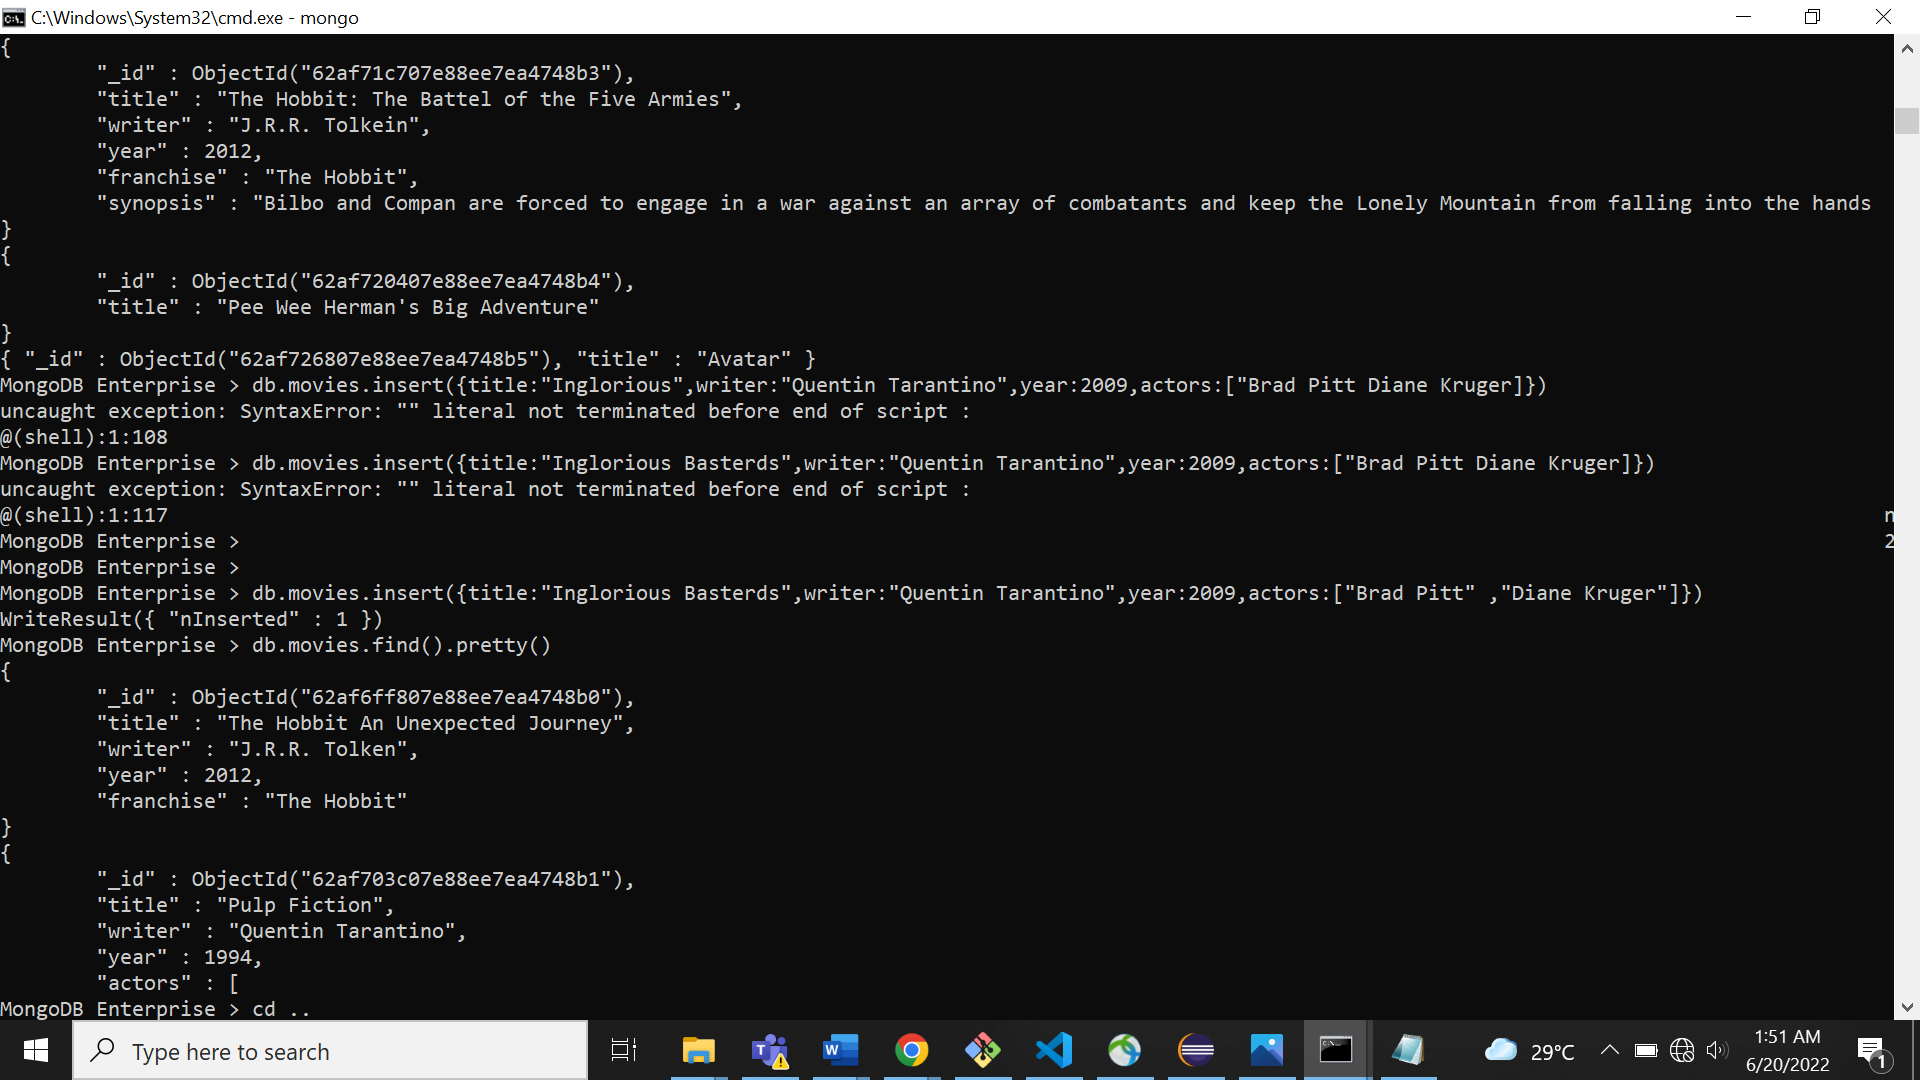 C:\Windows\System32\cmd.exe - mongo
{
"_id" : ObjectId("62af71c707e88ee7ea4748b3"),
"title" : "The Hobbit: The Battel of the Five Armies",
"writer" : "J.R.R. Tolkein",
"year" : 2012,
"franchise" : "The Hobbit",
"synopsis" : "Bilbo and Compan are forced to engage in a war against an array of combatants and keep the Lonely Mountain from falling into the hands
}
{
"_id" : ObjectId("62af720407e88ee7ea4748b4"),
"title" : "Pee Wee Herman's Big Adventure"
}
{ "_id" : ObjectId("62af726807e88ee7ea4748b5"), "title" : "Avatar" }
MongoDB Enterprise > db.movies.insert({title:"Inglorious",writer:"Quentin Tarantino",year:2009,actors:["Brad Pitt Diane Kruger]})
uncaught exception: SyntaxError: "" literal not terminated before end of script :
@(shell):1:108
MongoDB Enterprise > db.movies.insert({title:"Inglorious Basterds",writer:"Quentin Tarantino",year:2009,actors:["Brad Pitt Diane Kruger]})
uncaught exception: SyntaxError: "" literal not terminated before end of script :
@(shell):1:117 n
MongoDB Enterprise > 2
MongoDB Enterprise >
MongoDB Enterprise > db.movies.insert({title:"Inglorious Basterds",writer:"Quentin Tarantino",year:2009,actors:["Brad Pitt" ,"Diane Kruger"]})
WriteResult({ "nInserted" : 1 })
MongoDB Enterprise > db.movies.find().pretty()
{
"_id" : ObjectId("62af6ff807e88ee7ea4748b0"),
"title" : "The Hobbit An Unexpected Journey",
"writer" : "J.R.R. Tolken",
"year" : 2012,
"franchise" : "The Hobbit"
}
{
"_id" : ObjectId("62af703c07e88ee7ea4748b1"),
"title" : "Pulp Fiction",
"writer" : "Quentin Tarantino",
"year" : 1994,
"actors" : [
MongoDB Enterprise > cd ..
Type here to search
29°C
1:51 AM
6/20/2022
1